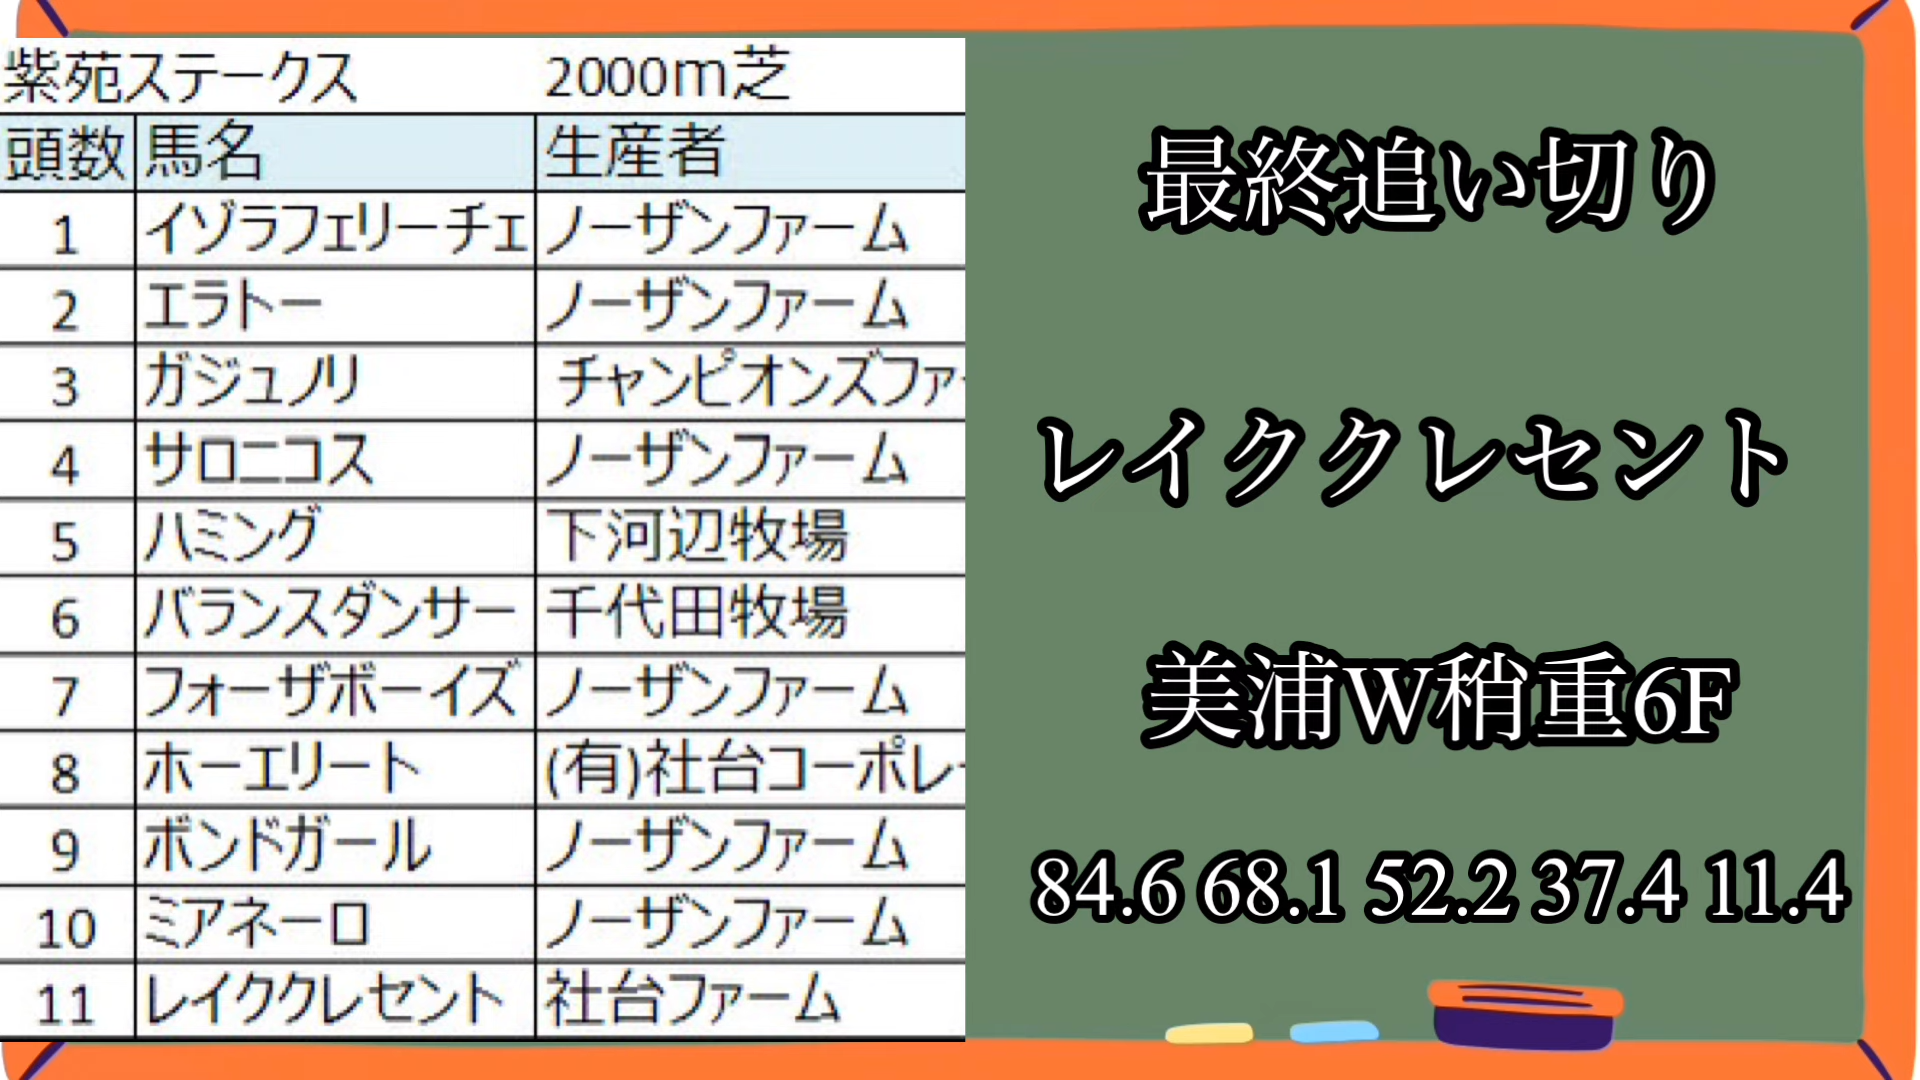 紫苑ステークス 2000m芝
頭数 馬名 生産者
1 イゾラフェリーチェ ノーザンファーム
2 エラトー ノーザンファーム
3 ガジュノリ チャンピオンズファー
4 サロニコス ノーザンファーム
5 ハミング 下河辺牧場
6 バランスダンサー 千代田牧場
7 フォーザボーイズ ノーザンファーム
8 ホーエリート (有)社台コーポレー
9 ボンドガール ノーザンファーム
10 ミアネーロ ノーザンファーム
11 レイククレセント 社台ファーム
最終追い切り
レイククレセント
美浦W稍重6F
84.6 68.1 52.2 37.4 11.4